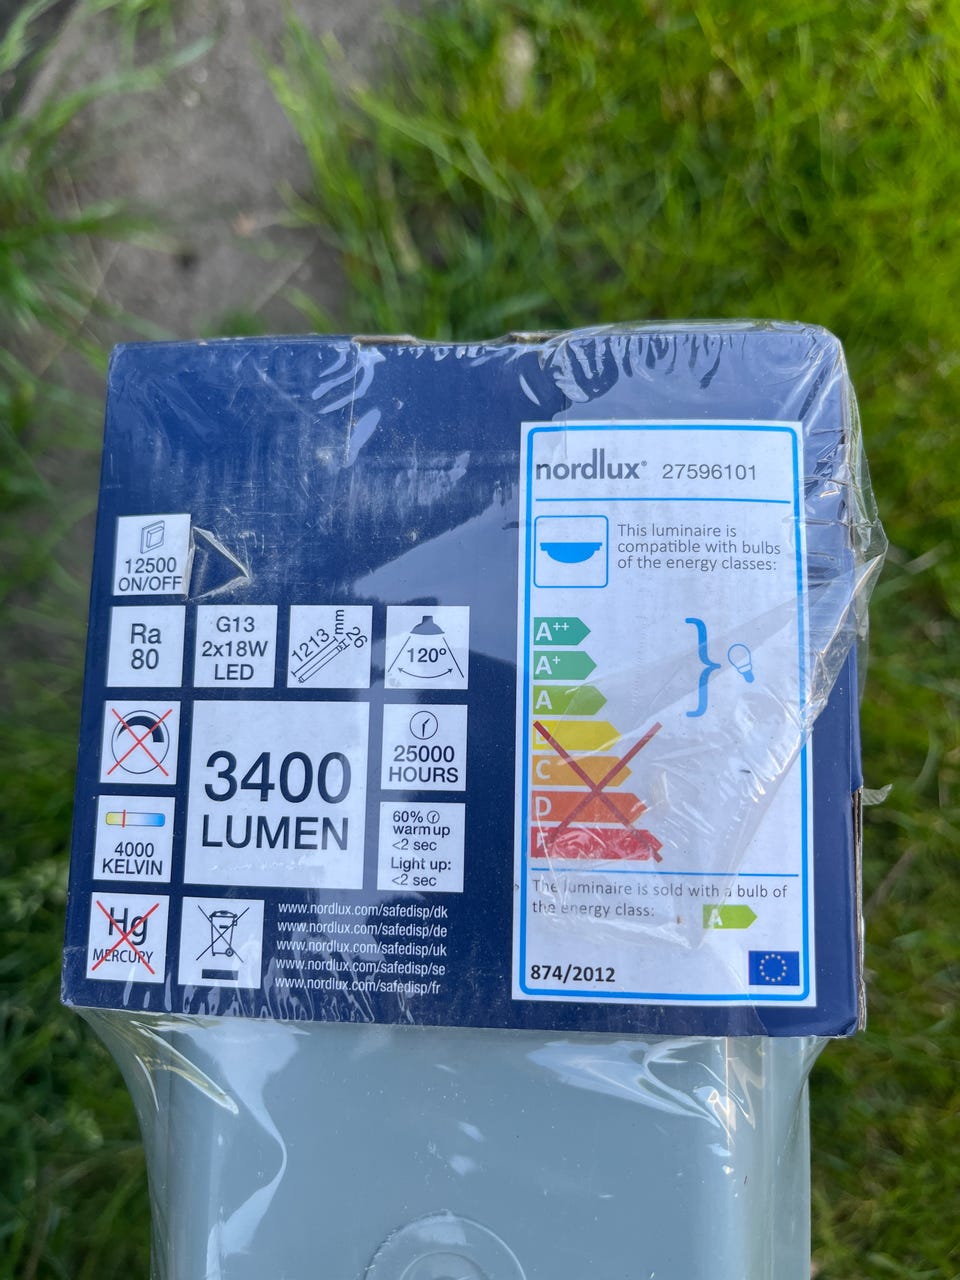 nordlux® 27596101
This luminaire is
compatible with bulbs
of the energy classes:
A++
A+
A
C
D
The luminaire is sold with a bulb of
the energy class:
A
874/2012
12500
ON/OFF
Ra
80
G13
2x18W
LED
1213
26
mm
120°
3400
LUMEN
25000
HOURS
4000
KELVIN
60%
warm up
<2 sec
Light up:
<2 sec
Hg
MERCURY
www.nordlux.com/safedisp/dk
www.nordlux.com/safedisp/de
www.nordlux.com/safedisp/uk
www.nordlux.com/safedisp/se
www.nordlux.com/safedisp/fr